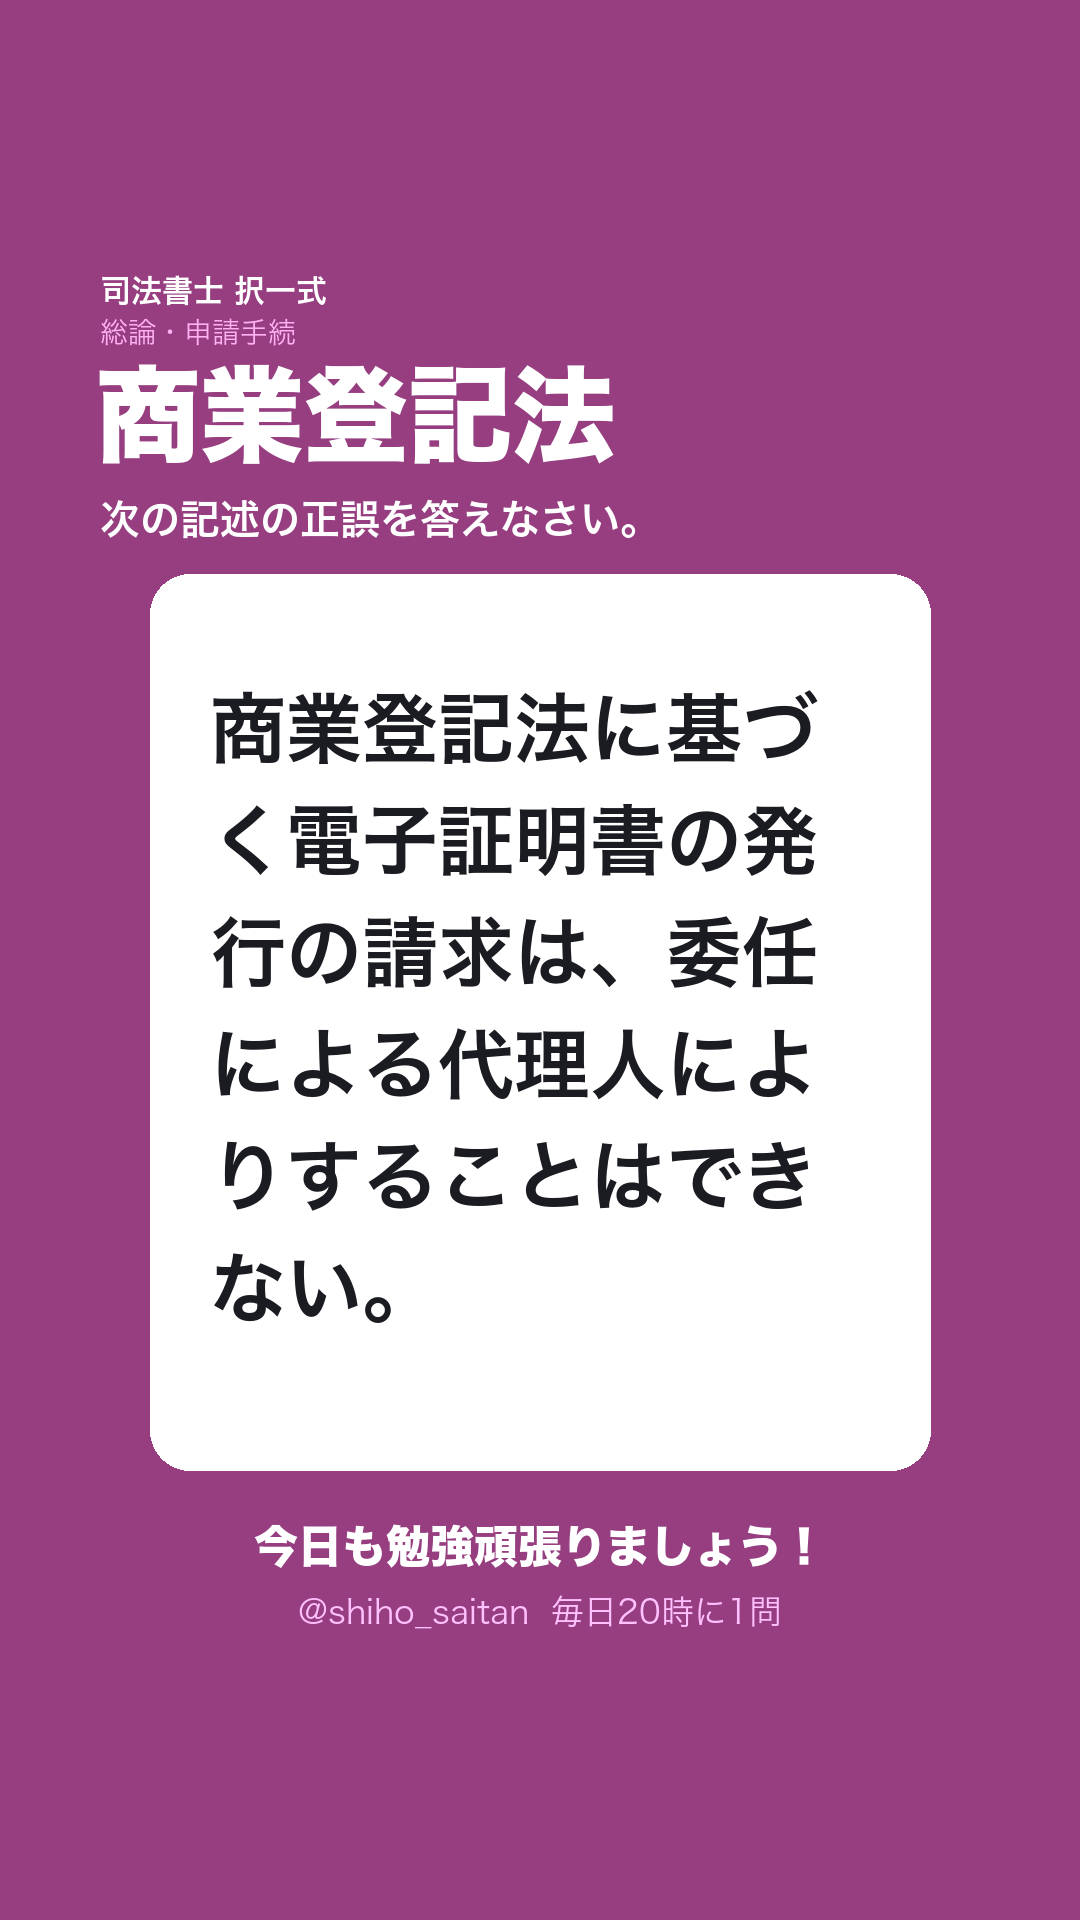 司法書士 択一式
総論・申請手続
商業登記法
次の記述の正誤を答えなさい。
商業登記法に基づ
く電子証明書の発
行の請求は、委任
による代理人によ
りすることはでき
ない。
今日も勉強頑張りましょう！
@shiho_saitan 毎日20時に1問